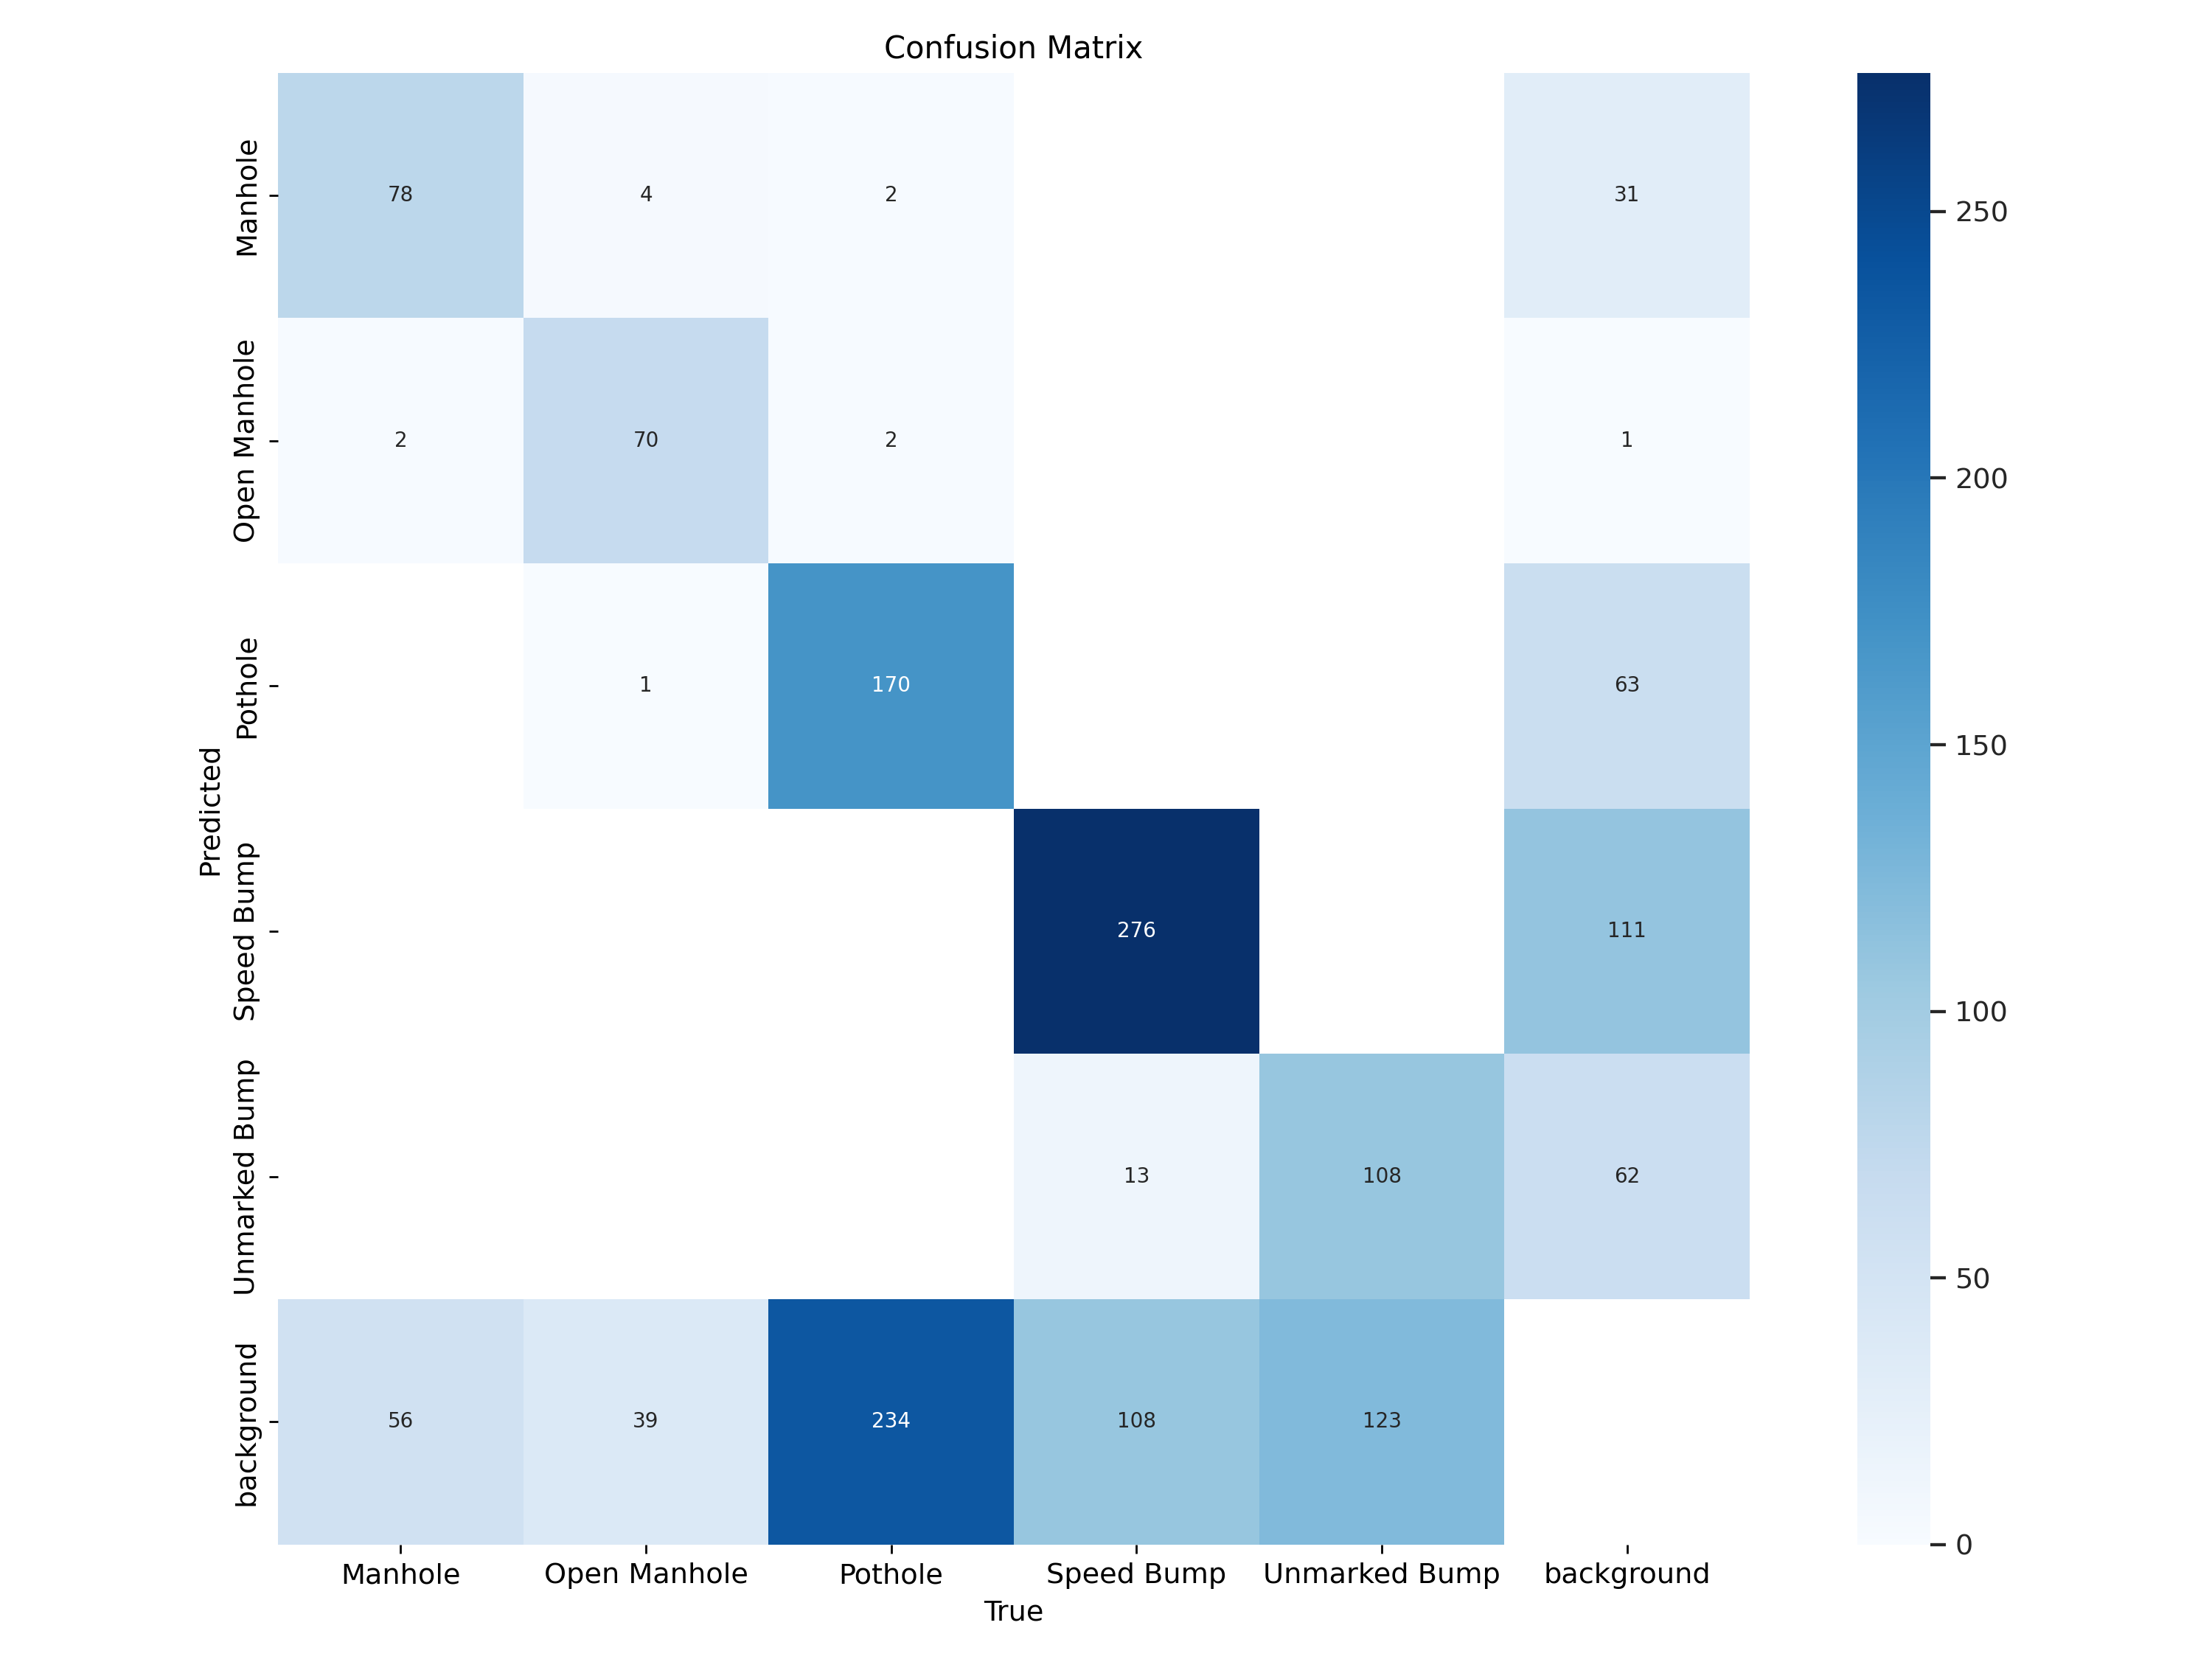 Confusion Matrix
Manhole
78
4
2
31
250
Open Manhole
2
70
2
1
200
Pothole
1
170
63
150
Predicted
Speed Bump
276
111
100
Unmarked Bump
13
108
62
50
background
56
39
234
108
123
0
Manhole
Open Manhole
Pothole
Speed Bump
Unmarked Bump
background
True